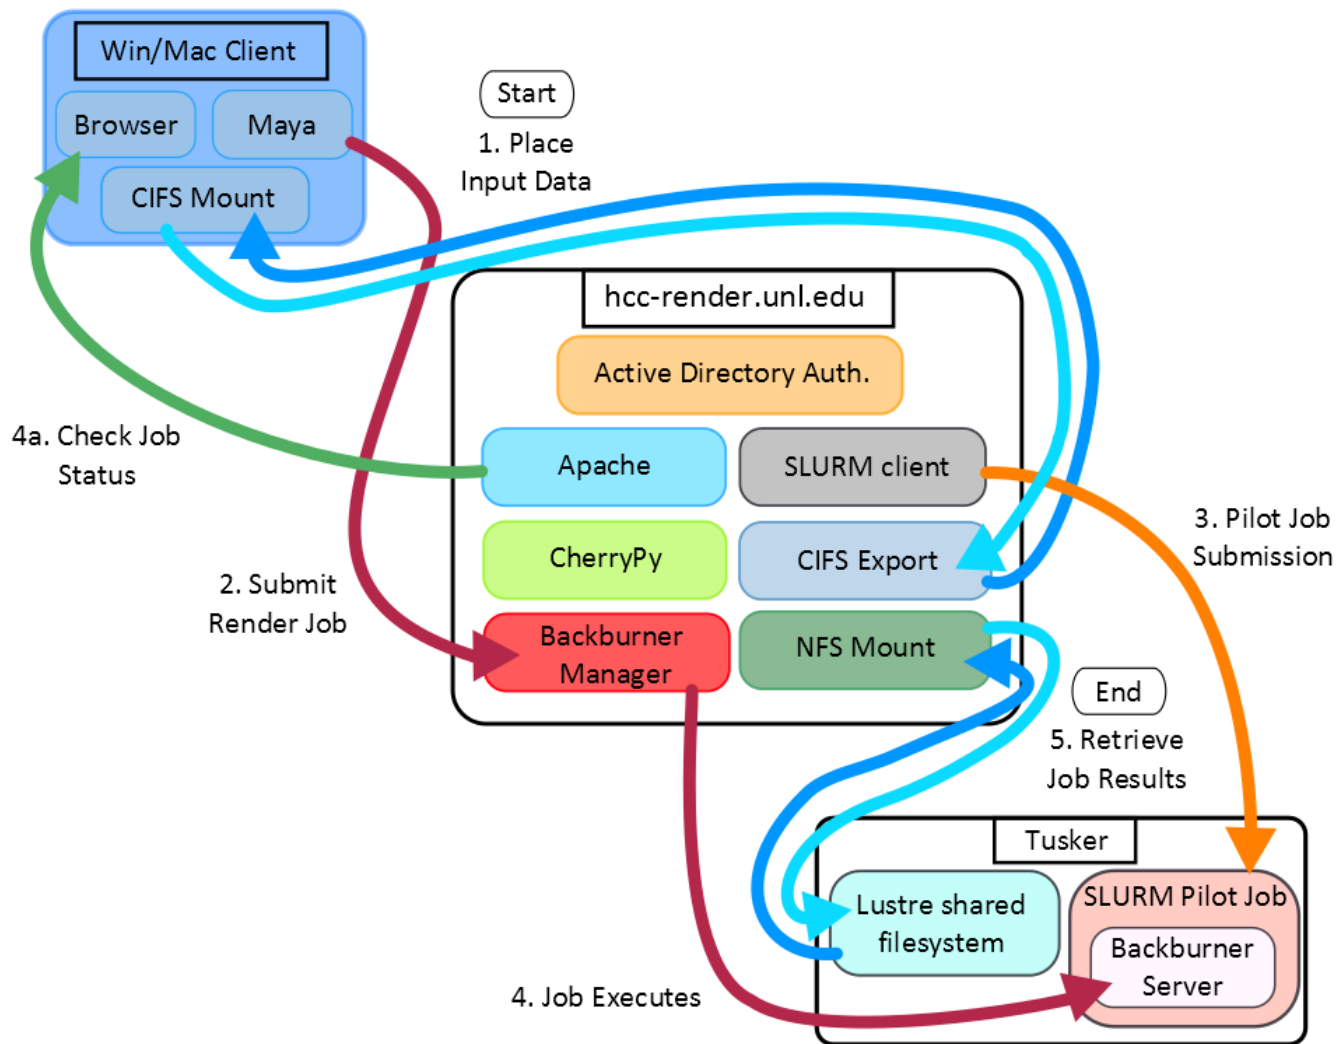 Win/Mac Client
Browser
Maya
CIFS Mount
Start
1. Place
Input Data
hcc-render.unl.edu
Active Directory Auth.
Apache
SLURM client
CherryPy
CIFS Export
Backburner
Manager
NFS Mount
4a. Check Job
Status
2. Submit
Render Job
3. Pilot Job
Submission
End
5. Retrieve
Job Results
Tusker
Lustre shared
filesystem
SLURM Pilot Job
Backburner
Server
4. Job Executes